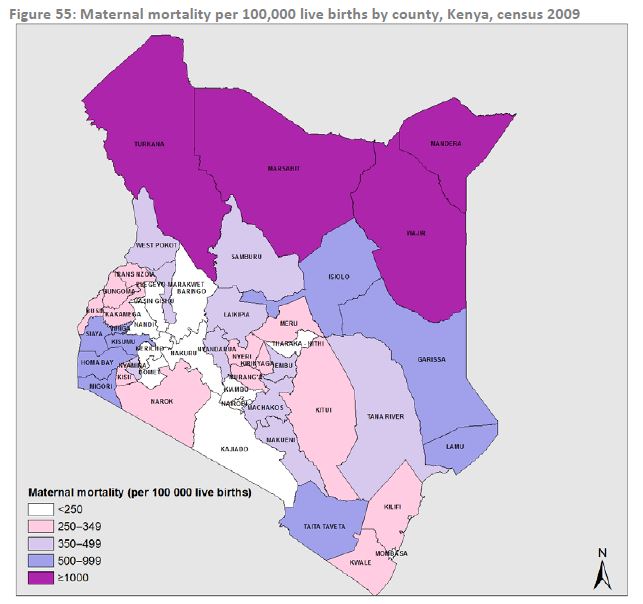 Figure 55: Maternal mortality per 100,000 live births by county, Kenya, census 2009
MANDERA
TURKANA
MARSABIT
WAJIR
WEST POKOT
SAMBURU
ISIOLO
TRANS NZOIA
MARAKWET
BARINGO
BUNGOMA
UASIN GISHU
KAKAMEGA
LAIKIPIA
MERU
NANDI
SIAYA
KISUMU
THARAKA - NITHI
NYANDARUA
NYERI
GARISSA
KERICHO
NAKURU
KIRINYAGA
EMBU
HOMA BAY
NYAMIRA
BOMET
KISII
MURANG'A
MIGORI
KIAMBU
NAROK
NAIROBI
MACHAKOS
KITUI
TANA RIVER
MAKUENI
LAMU
KAJIADO
KILIFI
TAITA TAVETA
MOMBASA
KWALE
Maternal mortality (per 100 000 live births)
<250
250–349
350–499
500–999
≥1000
N